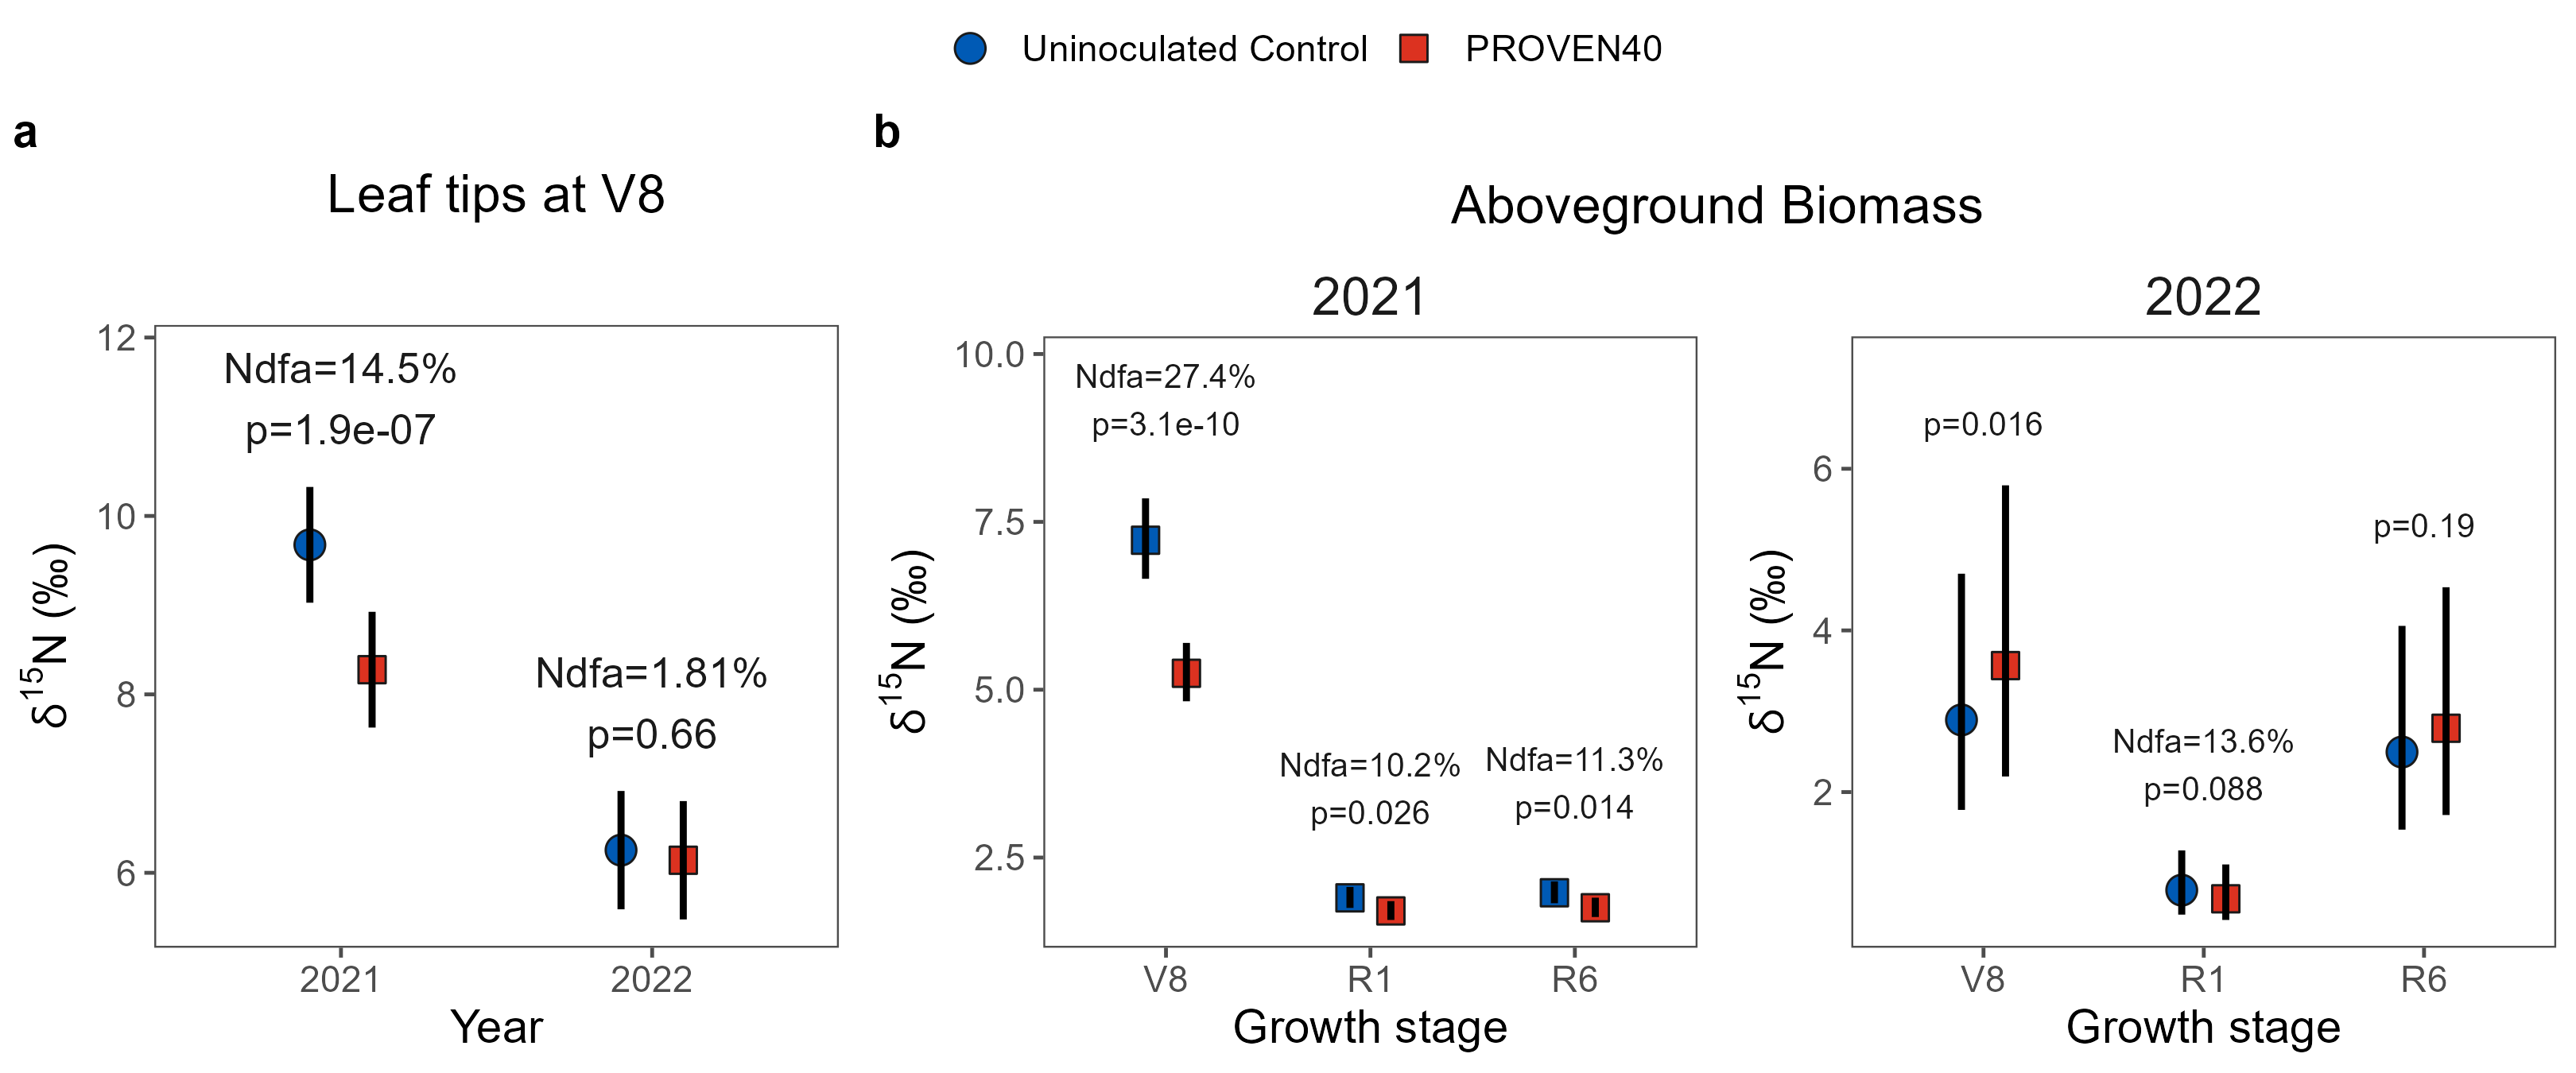 Uninoculated Control PROVEN40
a
Leaf tips at V8
12
10
8
6
δ15N (‰)
Ndfa=14.5%
p=1.9e-07
Ndfa=1.81%
p=0.66
2021 2022
Year
b
Aboveground Biomass
2021
10.0
7.5
5.0
2.5
δ15N (‰)
Ndfa=27.4%
p=3.1e-10
Ndfa=10.2%
p=0.026
Ndfa=11.3%
p=0.014
V8 R1 R6
Growth stage
2022
6
4
2
δ15N (‰)
p=0.016
Ndfa=13.6%
p=0.088
p=0.19
V8 R1 R6
Growth stage